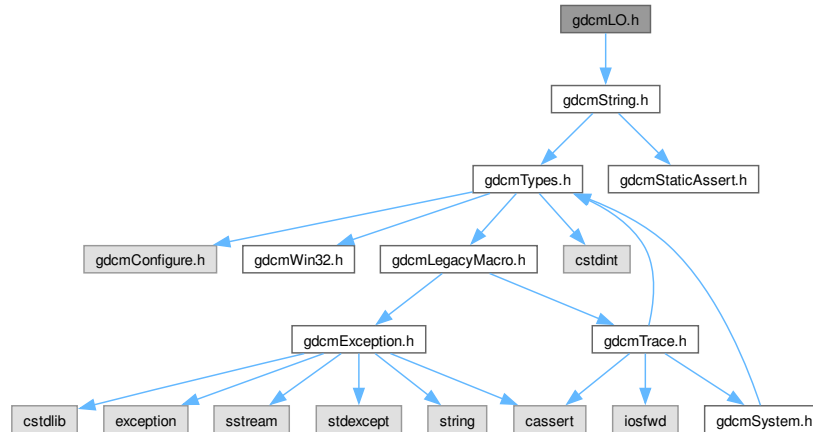 gdcmLO.h
gdcmString.h
gdcmTypes.h
gdcmStaticAssert.h
gdcmConfigure.h
gdcmWin32.h
gdcmLegacyMacro.h
cstdint
gdcmException.h
gdcmTrace.h
cstdlib
exception
sstream
stdexcept
string
cassert
iosfwd
gdcmSystem.h